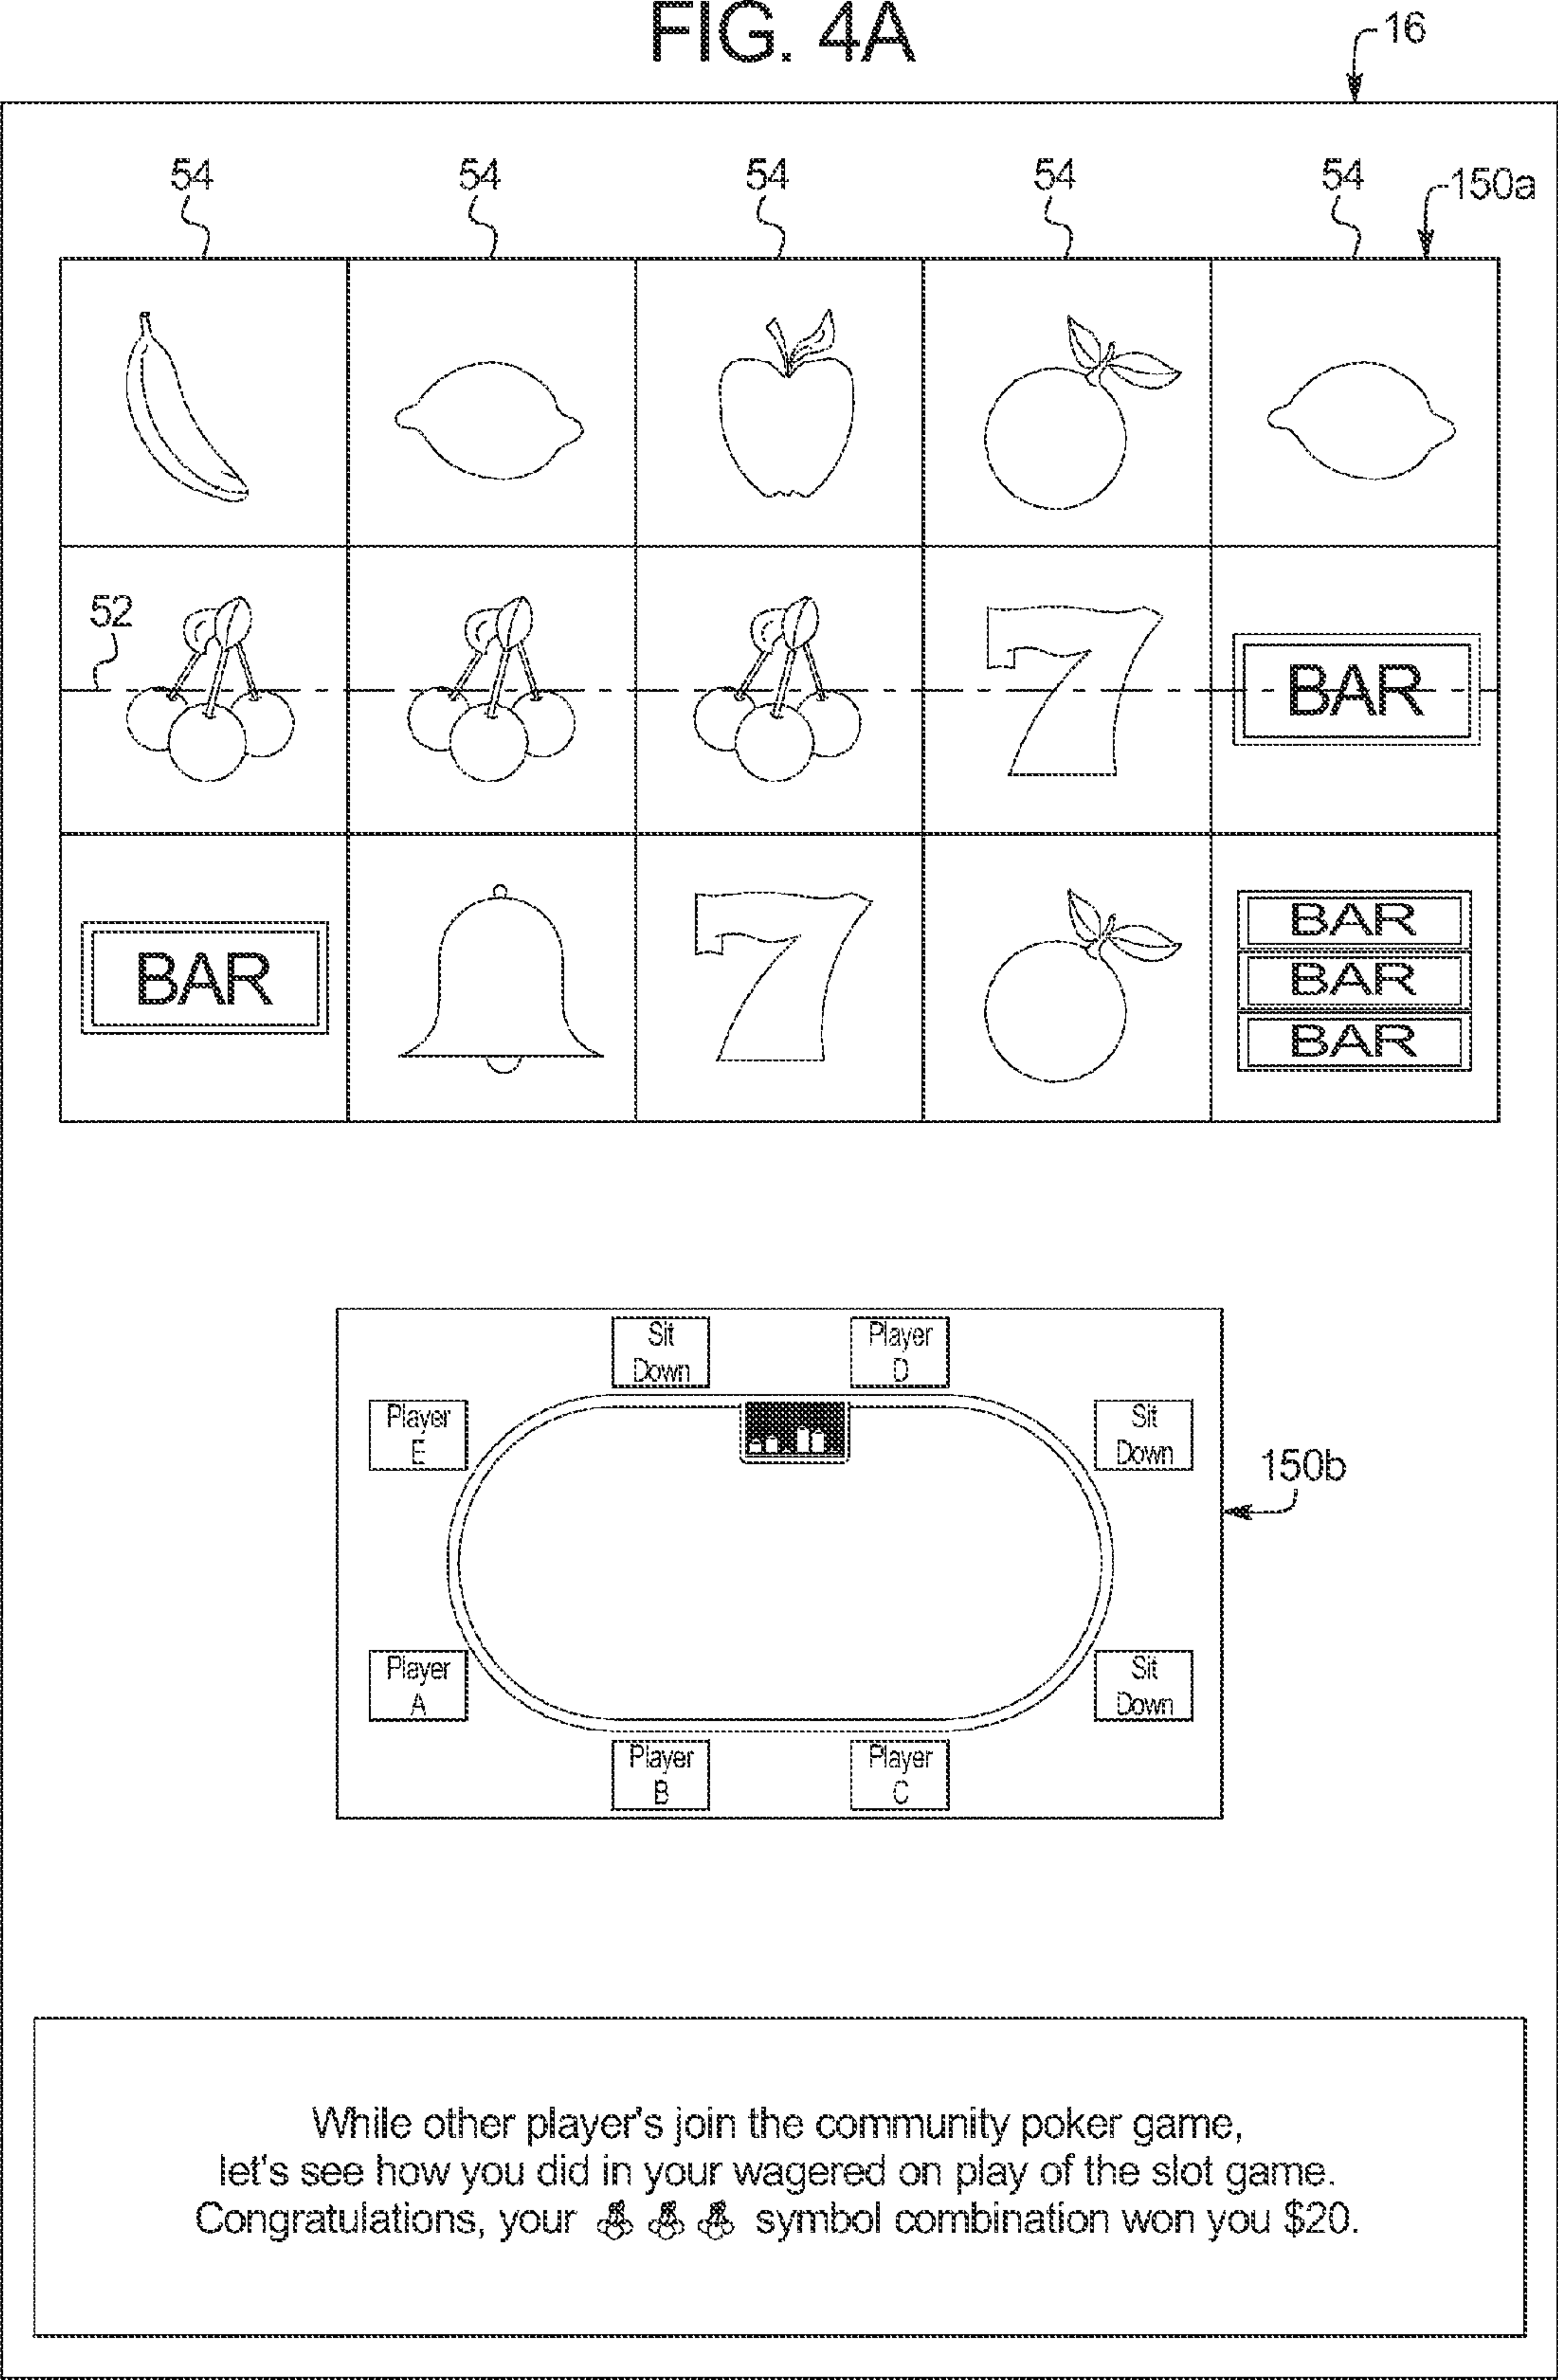 FIG. 4A
16
54 54 54 54 54 150a
52
BAR
BAR
BAR
BAR
BAR
Sit
Down
Player
D
Player
E
Sit
Down
150b
Player
A
Sit
Down
Player
B
Player
C
While other player's join the community poker game,
let's see how you did in your wagered on play of the slot game.
Congratulations, your symbol combination won you $20.